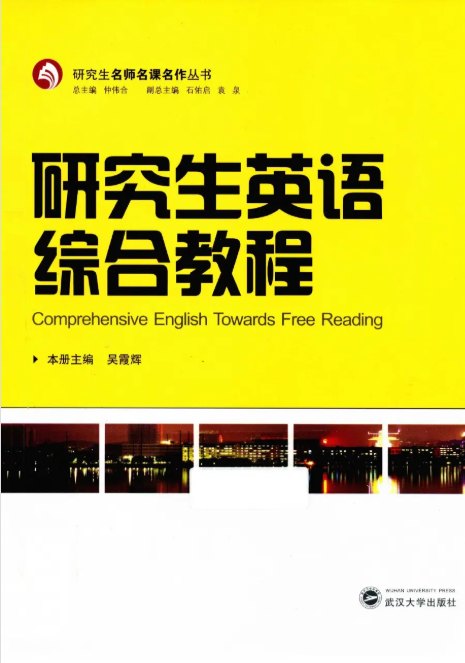 研究生名师名课名作丛书
总主编 仲伟合 副总主编 石佑启 袁泉
研究生英语
综合教程
Comprehensive English Towards Free Reading
本册主编 吴霞辉
WUHAN UNIVERSITY PRESS
武汉大学出版社